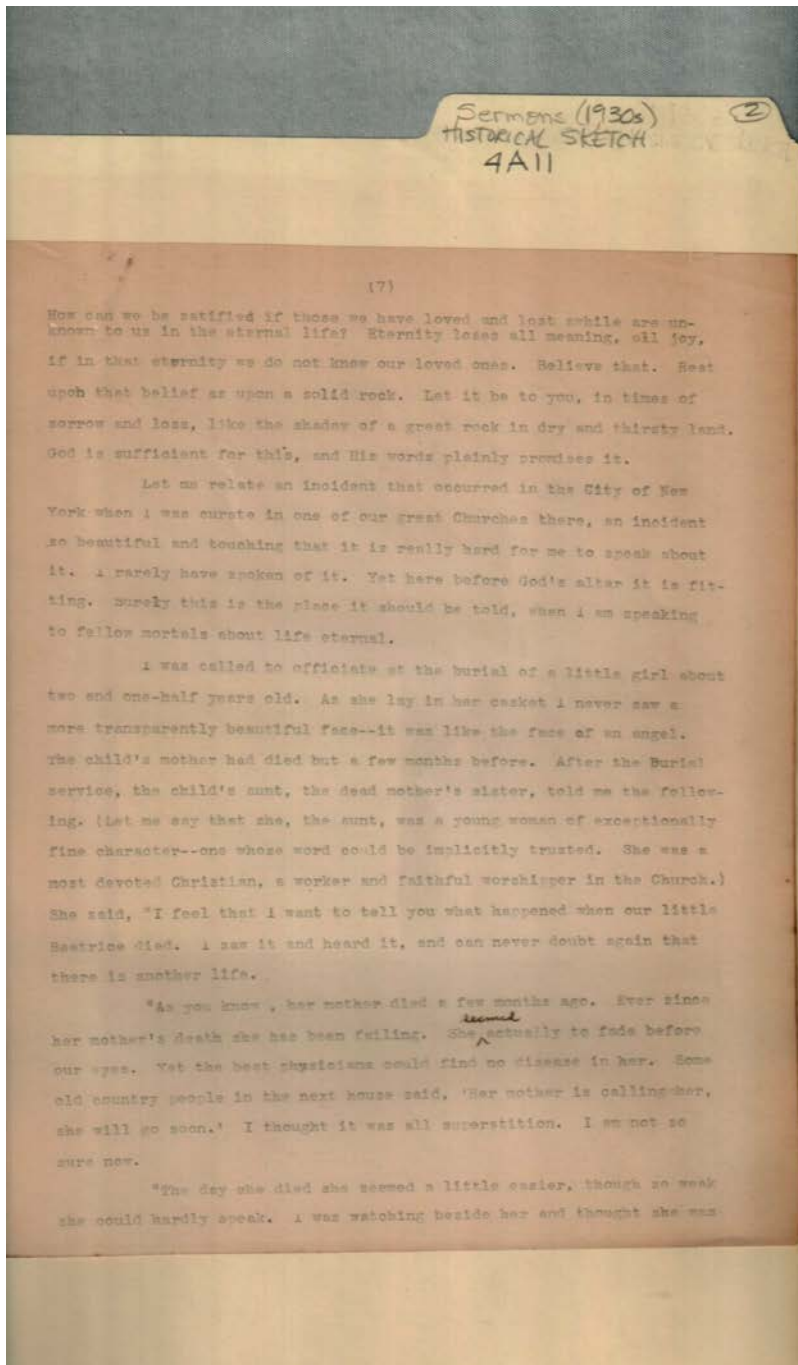 Sermons (1930s)
HISTORICAL SKETCH
4A11
2
(7)
How can we be satified if those we have loved and lost awhile are un-
known to us in the eternal life? Eternity loses all meaning, all joy,
if in that eternity we do not know our loved ones. Believe that. Rest
upon that belief as upon a solid rock. Let it be to you, in times of
sorrow and loss, like the shadow of a great rock in dry and thirsty land.
God is sufficient for this, and His words plainly promises it.
Let me relate an incident that occurred in the City of New
York when I was curate in one of our great Churches there, an incident
so beautiful and touching that it is really hard for me to speak about
it. I rarely have spoken of it. Yet here before God's altar it is fit-
ting. Surely this is the place it should be told, when I am speaking
to fellow mortals about life eternal.
I was called to officiate at the burial of a little girl about
two and one-half years old. As she lay in her casket I never saw a
more transparently beautiful face--it was like the face of an angel.
The child's mother had died but a few months before. After the Burial
service, the child's aunt, the dead mother's sister, told me the follow-
ing. (Let me say that she, the aunt, was a young woman of exceptionally
fine character--one whose word could be implicitly trusted. She was a
most devoted Christian, a worker and faithful worshipper in the Church.)
She said, "I feel that I want to tell you what happened when our little
Beatrice died. I saw it and heard it, and can never doubt again that
there is another life.
"As you know, her mother died a few months ago. Ever since
her mother's death she has been failing. She seemed actually to fade before
our eyes. Yet the best physicians could find no disease in her. Some
old country people in the next house said, 'Her mother is calling her,
she will go soon.' I thought it was all superstition. I am not so
sure now.
"The day she died she seemed a little easier, though so weak
she could hardly speak. I was watching beside her and thought she was